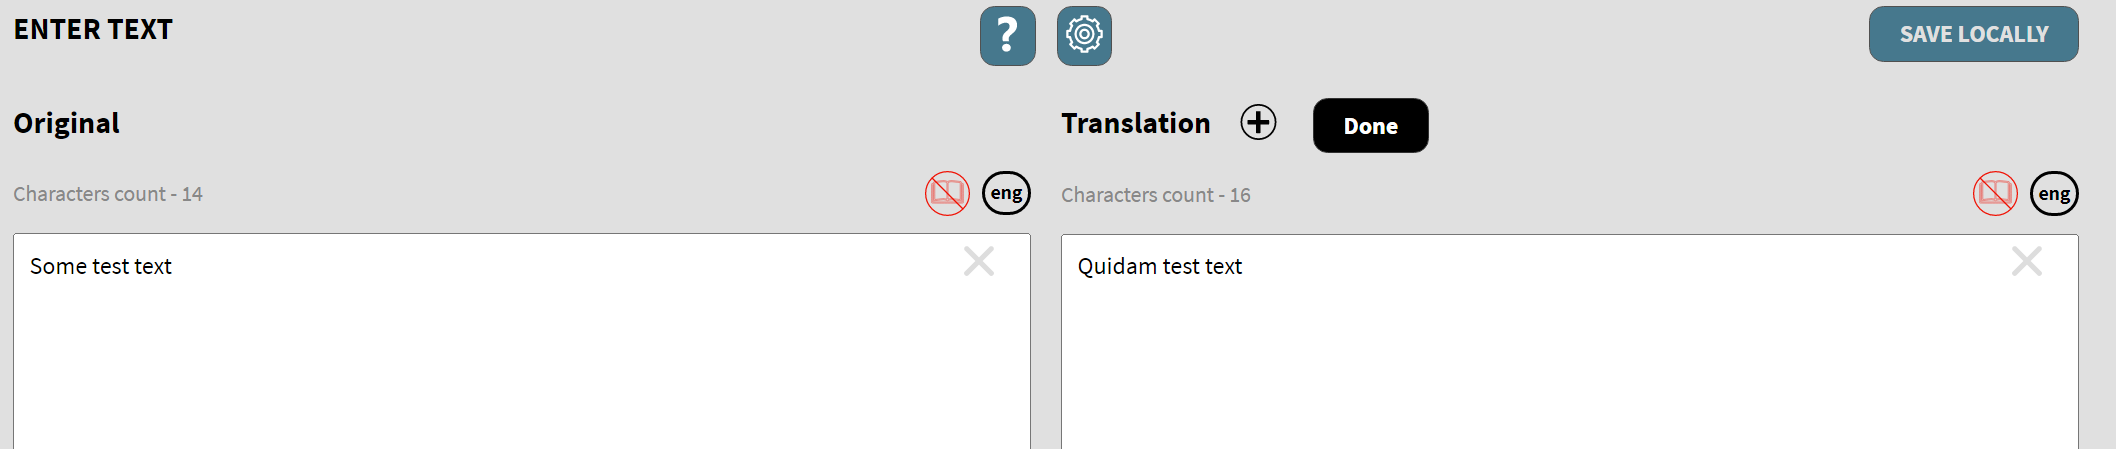 ENTER TEXT
?
SAVE LOCALLY
Original
Translation
Done
Characters count - 14
eng
Characters count - 16
eng
Some test text
Quidam test text